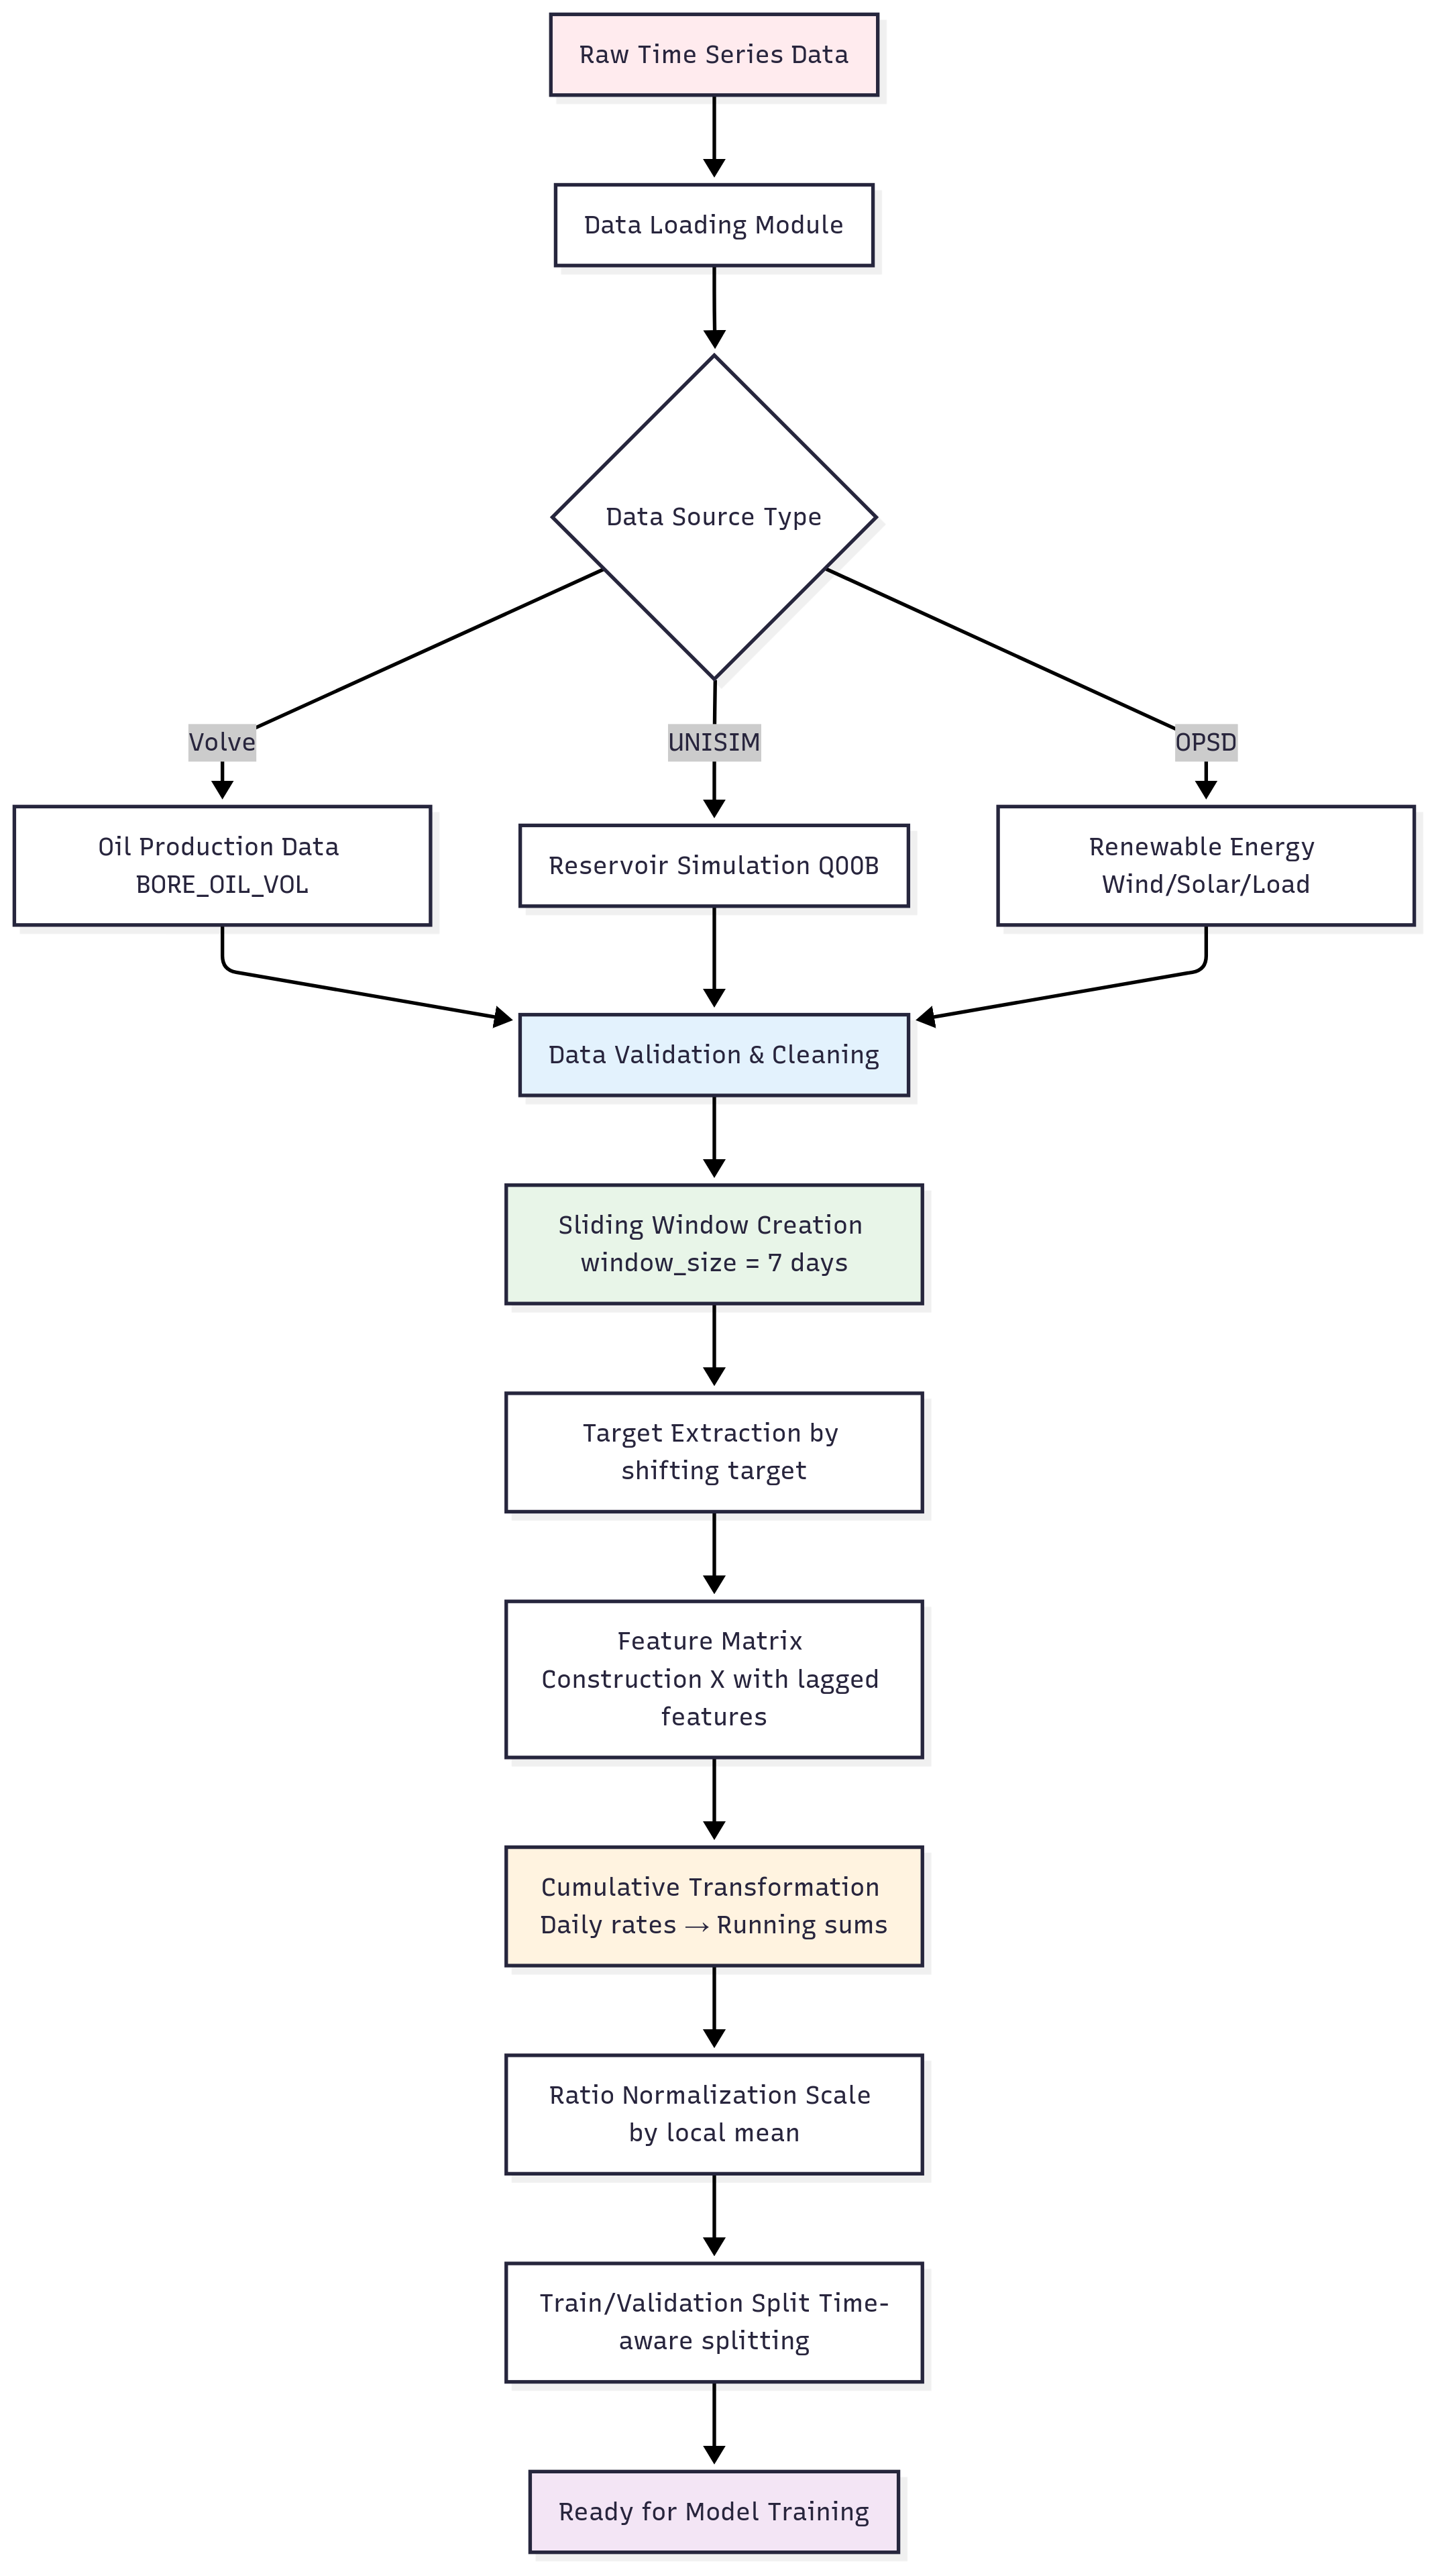 Raw Time Series Data
Data Loading Module
Data Source Type
Volve
UNISIM
OPSD
Oil Production Data
BORE_OIL_VOL
Reservoir Simulation QOOB
Renewable Energy
Wind/Solar/Load
Data Validation & Cleaning
Sliding Window Creation
window_size = 7 days
Target Extraction by
shifting target
Feature Matrix
Construction X with lagged
features
Cumulative Transformation
Daily rates → Running sums
Ratio Normalization Scale
by local mean
Train/Validation Split Time-
aware splitting
Ready for Model Training